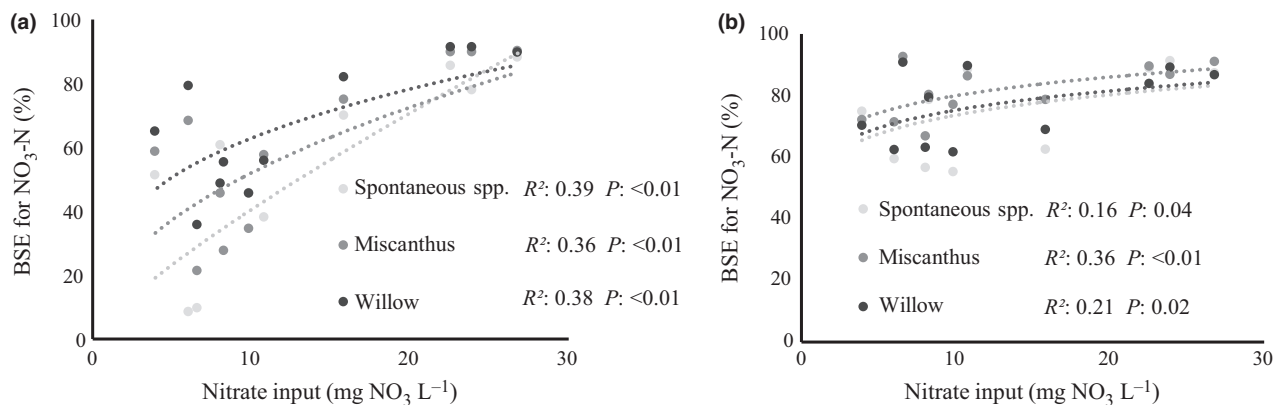 (a)
BSE for NO₃-N (%)
100
80
60
40
20
0
Spontaneous spp. R²: 0.39 P: <0.01
Miscanthus R²: 0.36 P: <0.01
Willow R²: 0.38 P: <0.01
0 10 20 30
Nitrate input (mg NO₃ L⁻¹)
(b)
BSE for NO₃-N (%)
100
80
60
40
20
0
Spontaneous spp. R²: 0.16 P: 0.04
Miscanthus R²: 0.36 P: <0.01
Willow R²: 0.21 P: 0.02
0 10 20 30
Nitrate input (mg NO₃ L⁻¹)